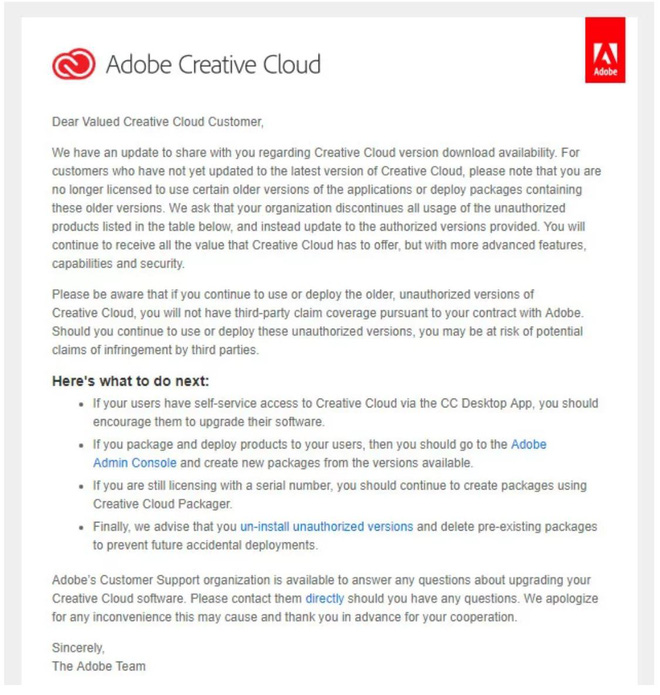 Adobe Creative Cloud
Adobe
Dear Valued Creative Cloud Customer,
We have an update to share with you regarding Creative Cloud version download availability. For
customers who have not yet updated to the latest version of Creative Cloud, please note that you are
no longer licensed to use certain older versions of the applications or deploy packages containing
these older versions. We ask that your organization discontinues all usage of the unauthorized
products listed in the table below, and instead update to the authorized versions provided. You will
continue to receive all the value that Creative Cloud has to offer, but with more advanced features,
capabilities and security.
Please be aware that if you continue to use or deploy the older, unauthorized versions of
Creative Cloud, you will not have third-party claim coverage pursuant to your contract with Adobe.
Should you continue to use or deploy these unauthorized versions, you may be at risk of potential
claims of infringement by third parties.
Here's what to do next:
• If your users have self-service access to Creative Cloud via the CC Desktop App, you should
encourage them to upgrade their software.
• If you package and deploy products to your users, then you should go to the Adobe
Admin Console and create new packages from the versions available.
• If you are still licensing with a serial number, you should continue to create packages using
Creative Cloud Packager.
• Finally, we advise that you un-install unauthorized versions and delete pre-existing packages
to prevent future accidental deployments.
Adobe's Customer Support organization is available to answer any questions about upgrading your
Creative Cloud software. Please contact them directly should you have any questions. We apologize
for any inconvenience this may cause and thank you in advance for your cooperation.
Sincerely,
The Adobe Team